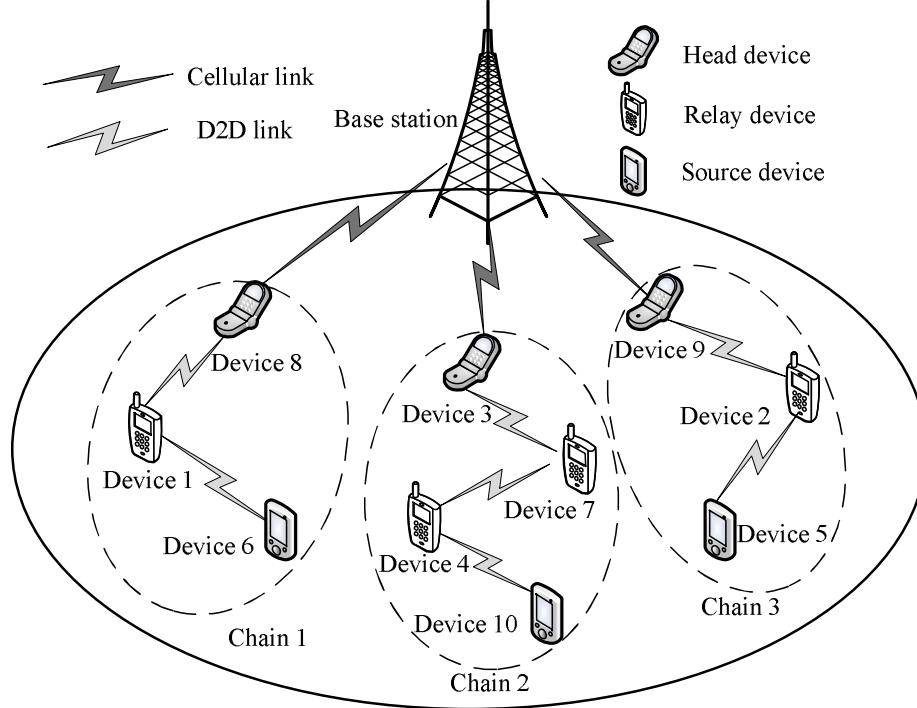 Cellular link
Head device
D2D link
Base station
Relay device
Source device
Device 8
Device 9
Device 3
Device 2
Device 1
Device 7
Device 6
Device 4
Device 5
Device 10
Chain 3
Chain 1
Chain 2